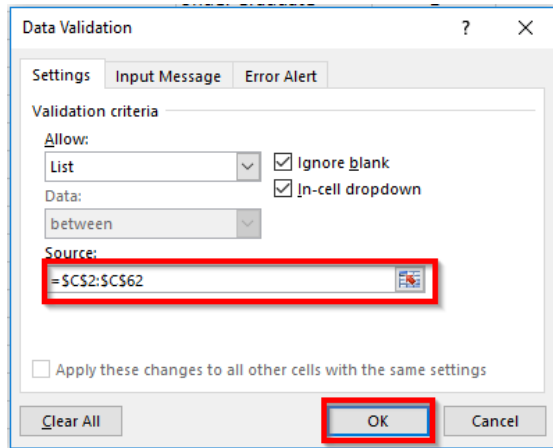 Data Validation ?
Settings Input Message Error Alert
Validation criteria
Allow:
List
Ignore blank
In-cell dropdown
Data:
between
Source:
=$C$2:$C$62
Apply these changes to all other cells with the same settings
Clear All OK Cancel